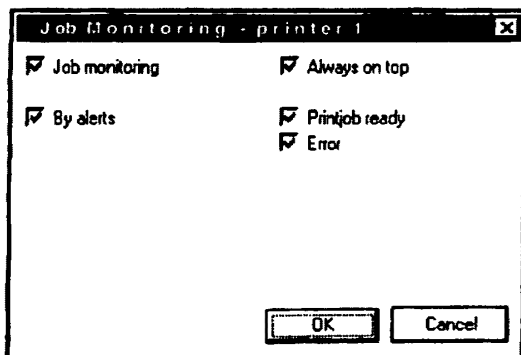 Job Monitoring - printer 1
Job monitoring Always on top
By alerts Printjob ready
Error
OK Cancel